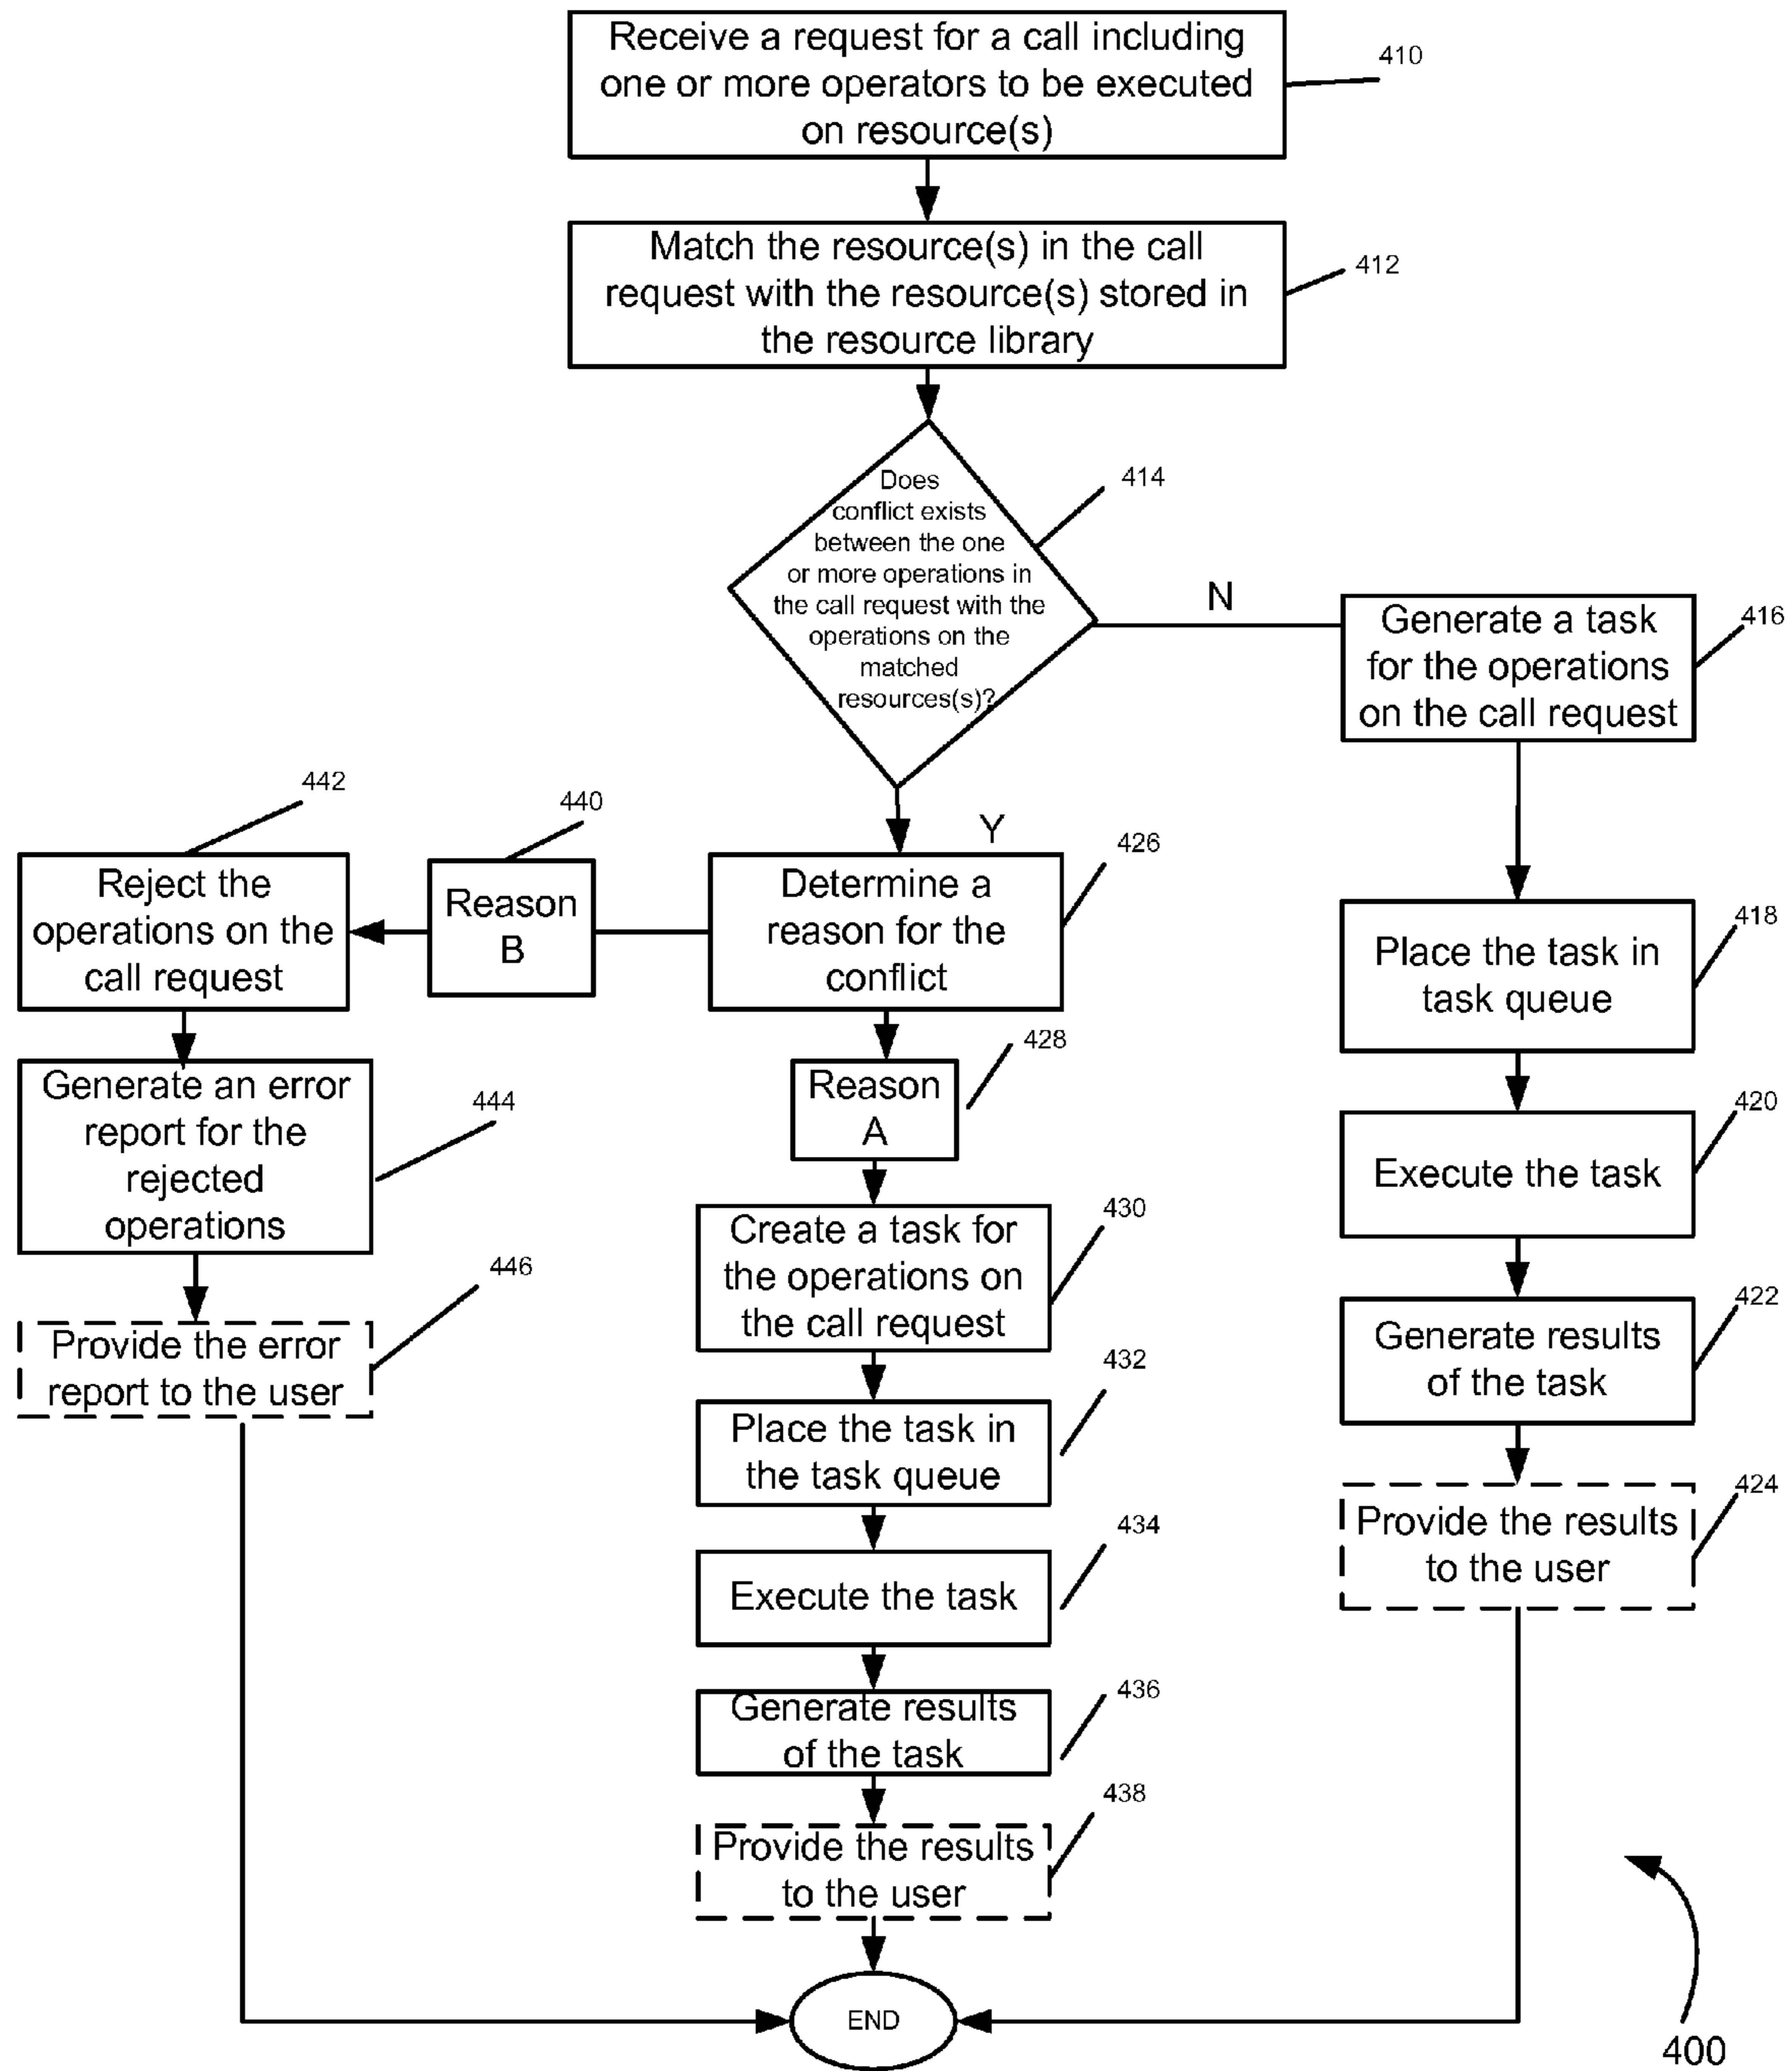 Receive a request for a call including
one or more operators to be executed
on resource(s)
410
Match the resource(s) in the call
request with the resource(s) stored in
the resource library
412
Does
conflict exists
between the one
or more operations in
the call request with the
operations on the
matched
resources(s)?
414
N
Generate a task
for the operations
on the call request
416
Y
442
440
426
Reject the
operations on the
call request
Reason
B
Determine a
reason for the
conflict
Place the task in
task queue
418
428
Reason
A
Generate an error
report for the
rejected
operations
444
Execute the task
420
Create a task for
the operations on
the call request
430
446
Provide the error
report to the user
Generate results
of the task
422
Place the task in
the task queue
432
Provide the results
to the user
424
Execute the task
434
Generate results
of the task
436
Provide the results
to the user
438
END
400